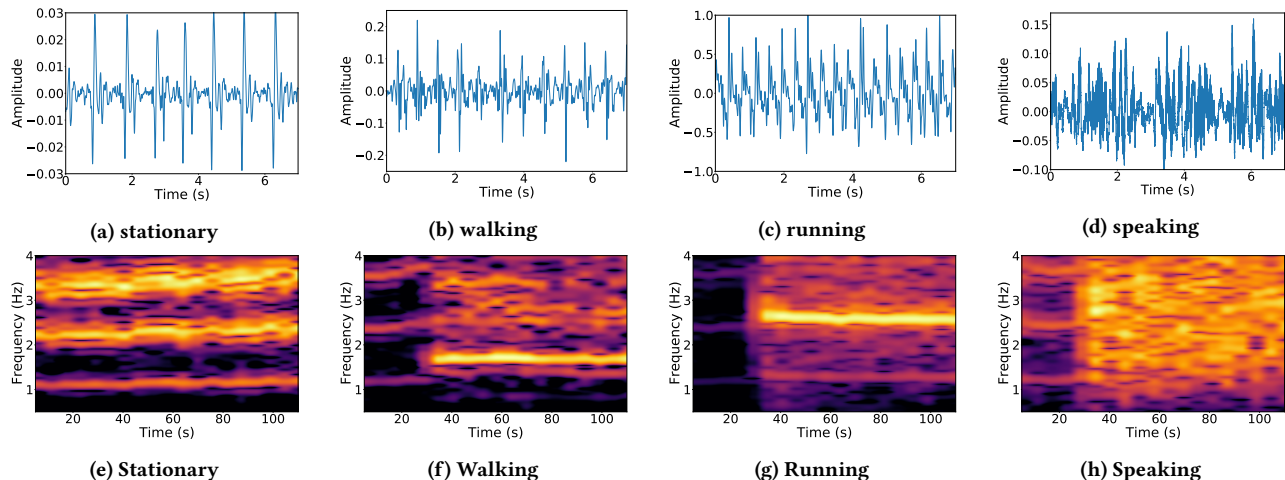 0.03
0.02
0.01
0.00
−0.01
−0.02
−0.03
Amplitude
0 2 4 6
Time (s)
(a) stationary
0.2
0.1
0.0
−0.1
−0.2
Amplitude
0 2 4 6
Time (s)
(b) walking
1.0
0.5
0.0
−0.5
−1.0
Amplitude
0 2 4 6
Time (s)
(c) running
0.15
0.10
0.05
0.00
−0.05
−0.10
Amplitude
0 2 4 6
Time (s)
(d) speaking
4
3
2
1
Frequency (Hz)
20 40 60 80 100
Time (s)
(e) Stationary
4
3
2
1
Frequency (Hz)
20 40 60 80 100
Time (s)
(f) Walking
4
3
2
1
Frequency (Hz)
20 40 60 80 100
Time (s)
(g) Running
4
3
2
1
Frequency (Hz)
20 40 60 80 100
Time (s)
(h) Speaking